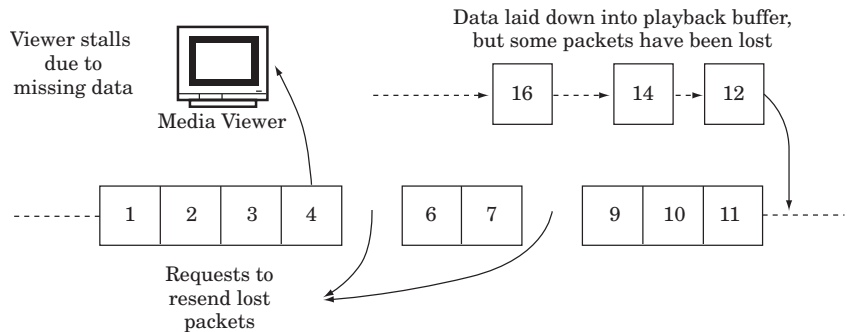 Viewer stalls
due to
missing data
Media Viewer
Data laid down into playback buffer,
but some packets have been lost
16 14 12
1 2 3 4 6 7 9 10 11
Requests to
resend lost
packets